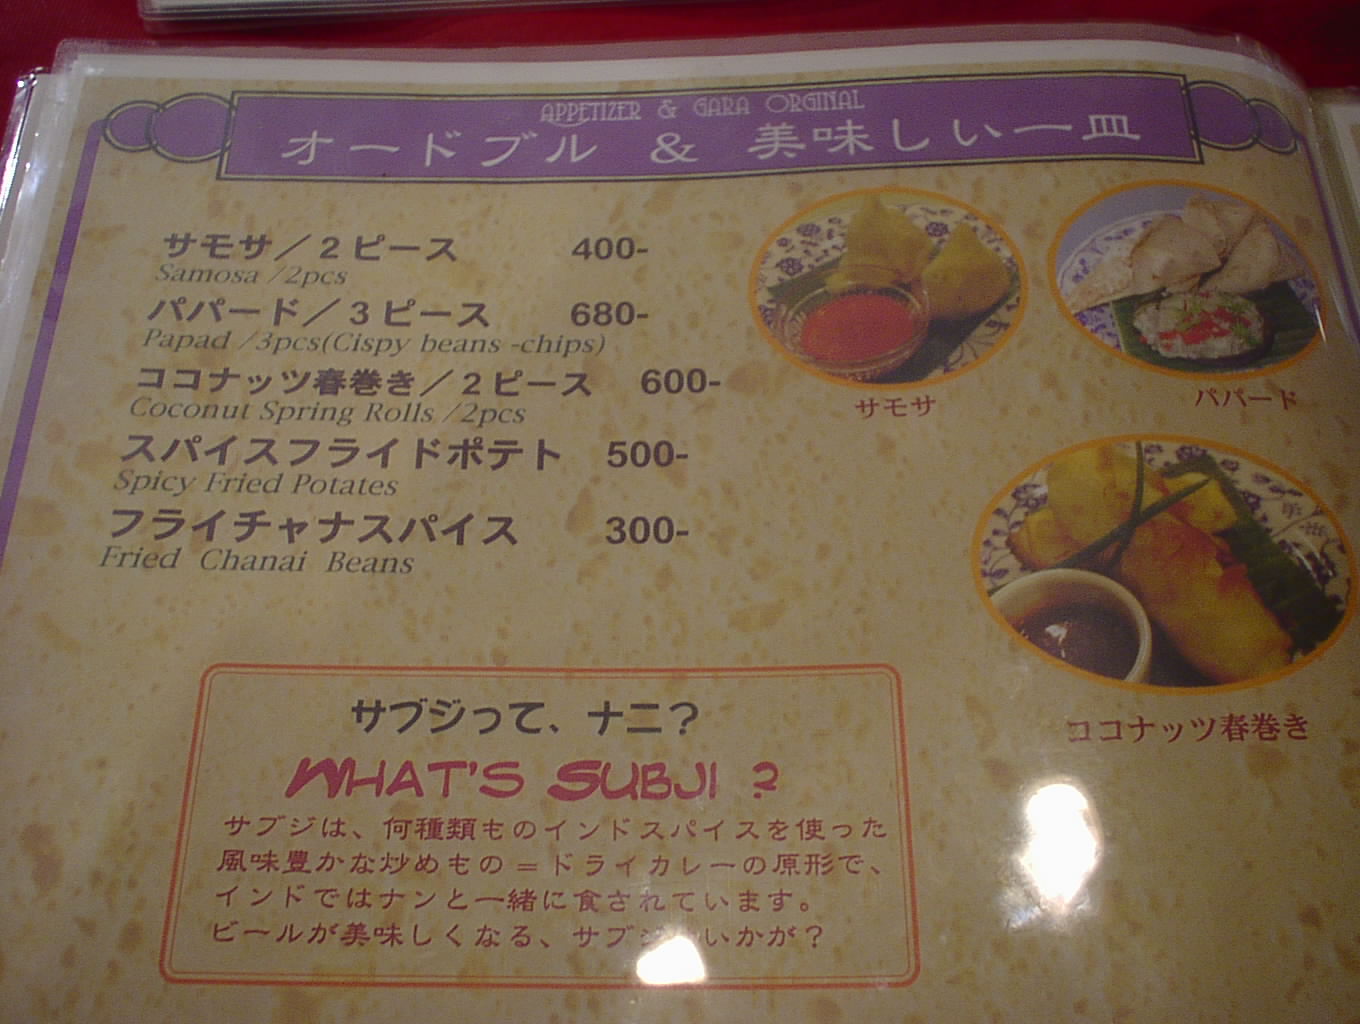 APPETIZER & GARA ORGINAL
オードブル & 美味しい一皿
サモサ／2ピース 400-
Samosa /2pcs
パパード／3ピース 680-
Papad /3pcs(Cispy beans -chips)
ココナッツ春巻き／2ピース 600-
Coconut Spring Rolls /2pcs
スパイスフライドポテト 500-
Spicy Fried Potates
フライチャナスパイス 300-
Fried Chanai Beans
サモサ
パパード
ココナッツ春巻き
サブジって、ナニ？
WHAT'S SUBJI ?
サブジは、何種類ものインドスパイスを使った
風味豊かな炒めもの＝ドライカレーの原形で、
インドではナンと一緒に食されています。
ビールが美味しくなる、サブジ いかが？